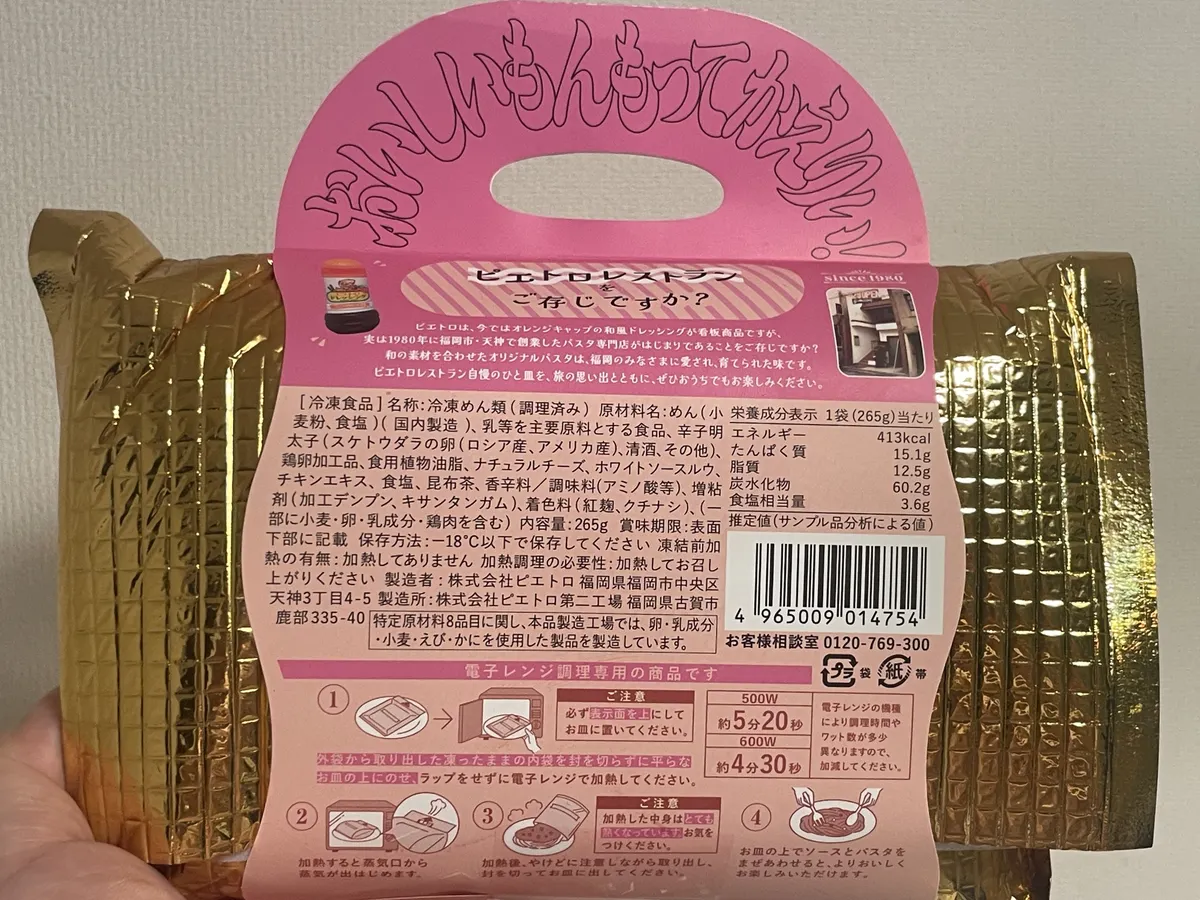 おいしいもんもってかえりぃ!
ピエトロレストラン
を
ご存じですか?
since 1980
ピエトロは、今ではオレンジキャップの和風ドレッシングが看板商品ですが、
実は1980年に福岡市・天神で創業したパスタ専門店がはじまりであることをご存じですか?
和の素材を合わせたオリジナルパスタは、福岡のみなさまに愛され、育てられた味です。
ピエトロレストラン自慢のひと皿を、旅の思い出とともに、ぜひおうちでもお楽しみください。
[冷凍食品]名称:冷凍めん類(調理済み) 原材料名:めん(小
麦粉、食塩)(国内製造)、乳等を主要原料とする食品、辛子明
太子(スケトウダラの卵(ロシア産、アメリカ産)、清酒、その他)、
鶏卵加工品、食用植物油脂、ナチュラルチーズ、ホワイトソースルウ、
チキンエキス、食塩、昆布茶、香辛料/調味料(アミノ酸等)、増粘
剤(加工デンプン、キサンタンガム)、着色料(紅麹、クチナシ)、(一
部に小麦・卵・乳成分・鶏肉を含む) 内容量:265g 賞味期限:表面
下部に記載 保存方法:−18℃以下で保存してください 凍結前加
熱の有無:加熱してありません 加熱調理の必要性:加熱してお召し
上がりください 製造者:株式会社ピエトロ 福岡県福岡市中央区
天神3丁目4-5 製造所:株式会社ピエトロ第二工場 福岡県古賀市
鹿部335-40
特定原材料8品目に関し、本品製造工場では、卵・乳成分
・小麦・えび・かにを使用した製品を製造しています。
栄養成分表示 1袋(265g)当たり
エネルギー 413kcal
たんぱく質 15.1g
脂質 12.5g
炭水化物 60.2g
食塩相当量 3.6g
推定値(サンプル品分析による値)
4 965009 014754
お客様相談室 0120-769-300
プラ 袋 紙 帯
電子レンジ調理専用の商品です
1
ご注意
必ず表示面を上にして
お皿に置いてください。
500W
約5分20秒
600W
約4分30秒
電子レンジの機種
により調理時間や
ワット数が多少
異なりますので、
加減してください。
外袋から取り出した凍ったままの内袋を封を切らずに平らな
お皿の上にのせ、ラップをせずに電子レンジで加熱してください。
2
加熱すると蒸気口から
蒸気が出はじめます。
3
ご注意
加熱した中身はとても
熱くなっています。お気を
つけください。
加熱後、やけどに注意しながら取り出し、
封を切ってお皿に出してください。
4
お皿の上でソースとパスタを
まぜあわせると、よりおいしく
お楽しみいただけます。